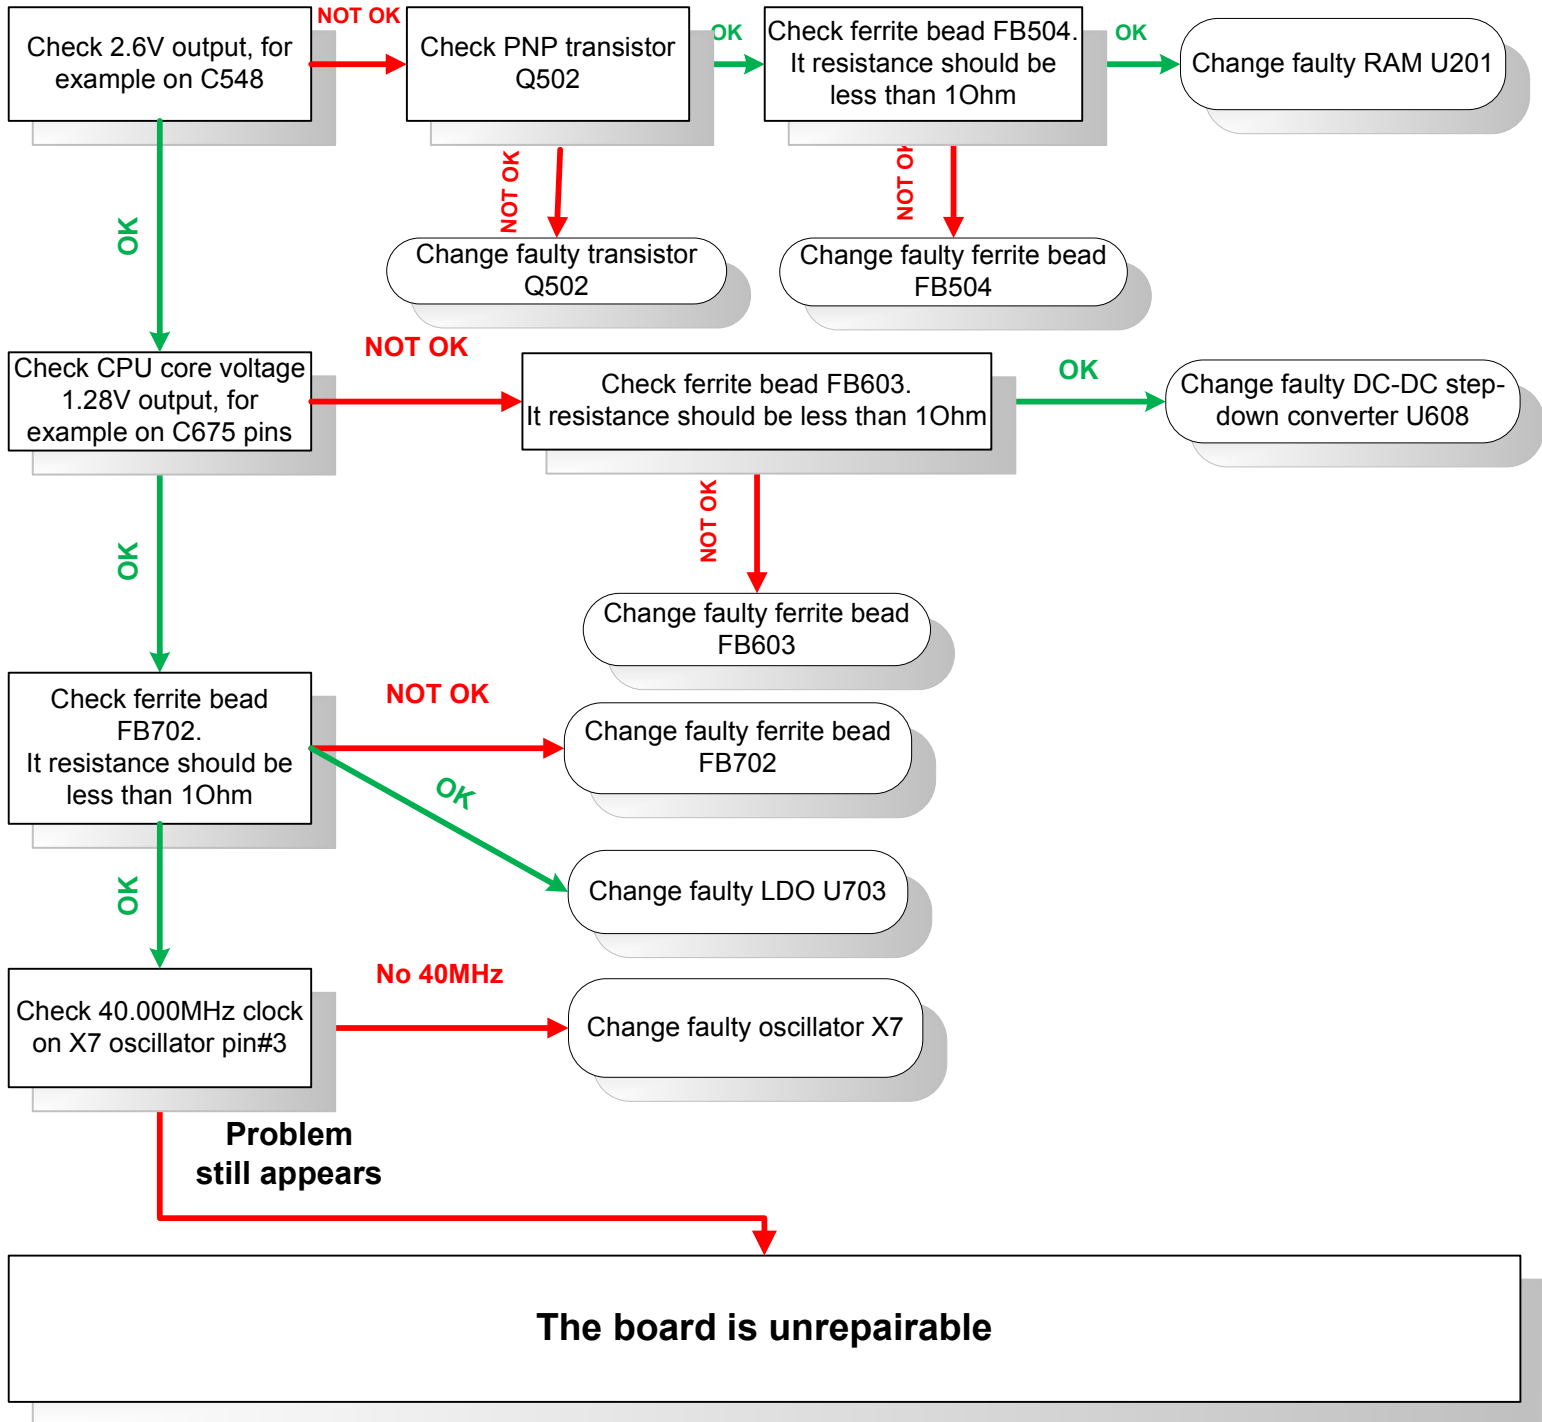 NOT OK
Check 2.6V output, for
example on C548
Check PNP transistor
Q502
OK
Check ferrite bead FB504.
It resistance should be
less than 1Ohm
OK
Change faulty RAM U201
NOT OK
NOT OK
OK
Change faulty transistor
Q502
Change faulty ferrite bead
FB504
Check CPU core voltage
1.28V output, for
example on C675 pins
NOT OK
Check ferrite bead FB603.
It resistance should be less than 1Ohm
OK
Change faulty DC-DC step-
down converter U608
OK
NOT OK
Change faulty ferrite bead
FB603
Check ferrite bead
FB702.
It resistance should be
less than 1Ohm
NOT OK
Change faulty ferrite bead
FB702
OK
Change faulty LDO U703
OK
Check 40.000MHz clock
on X7 oscillator pin#3
No 40MHz
Change faulty oscillator X7
Problem
still appears
The board is unrepairable